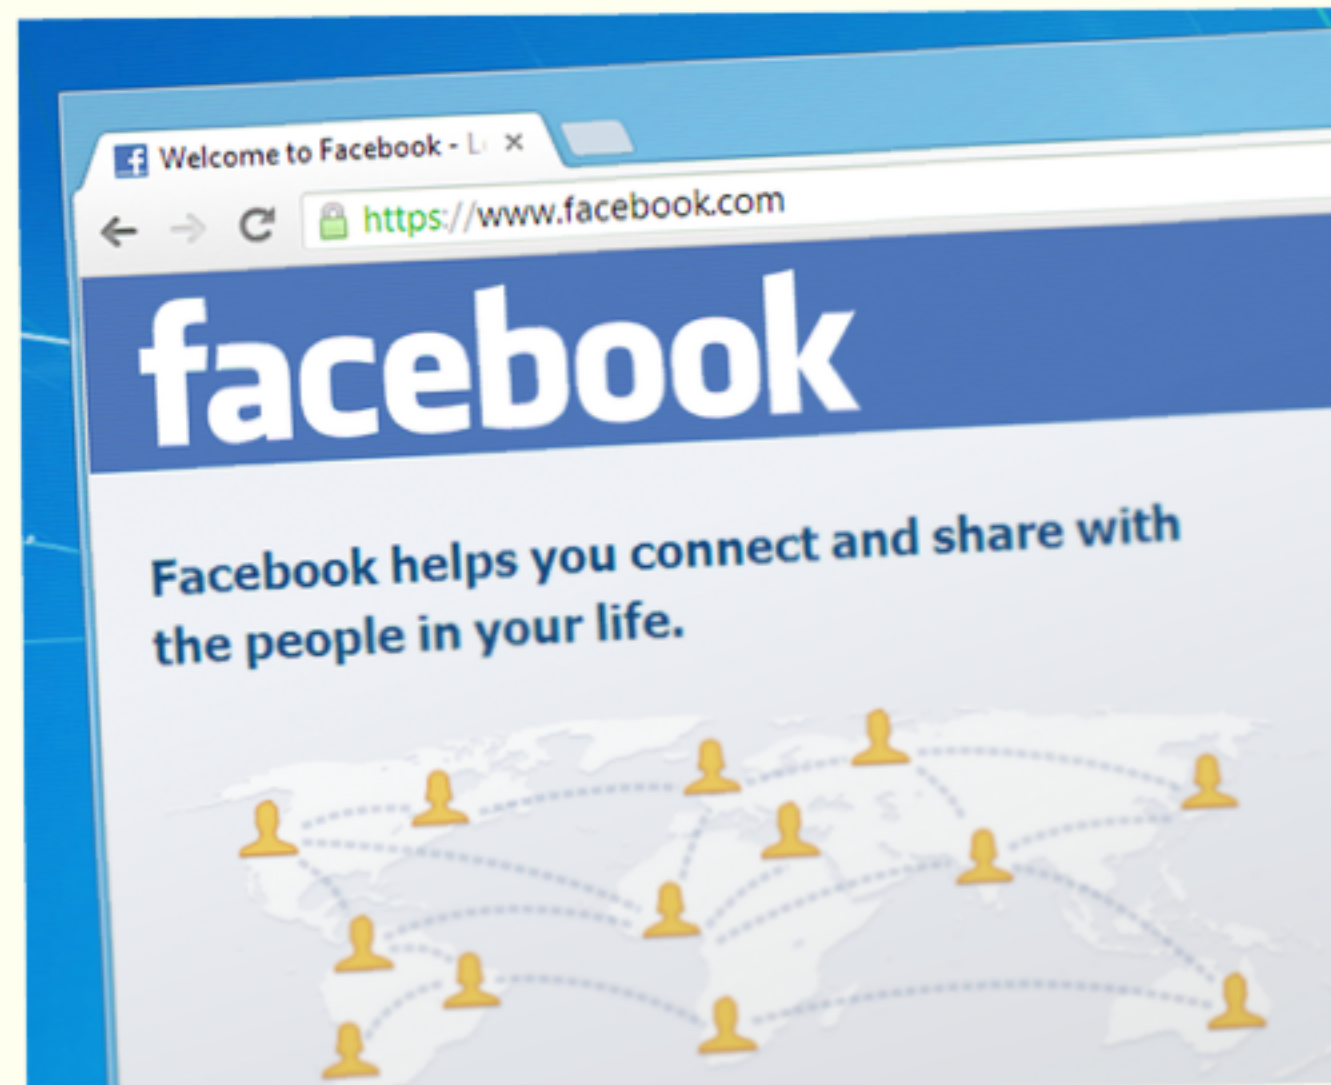 Welcome to Facebook - L
https://www.facebook.com
facebook
Facebook helps you connect and share with
the people in your life.